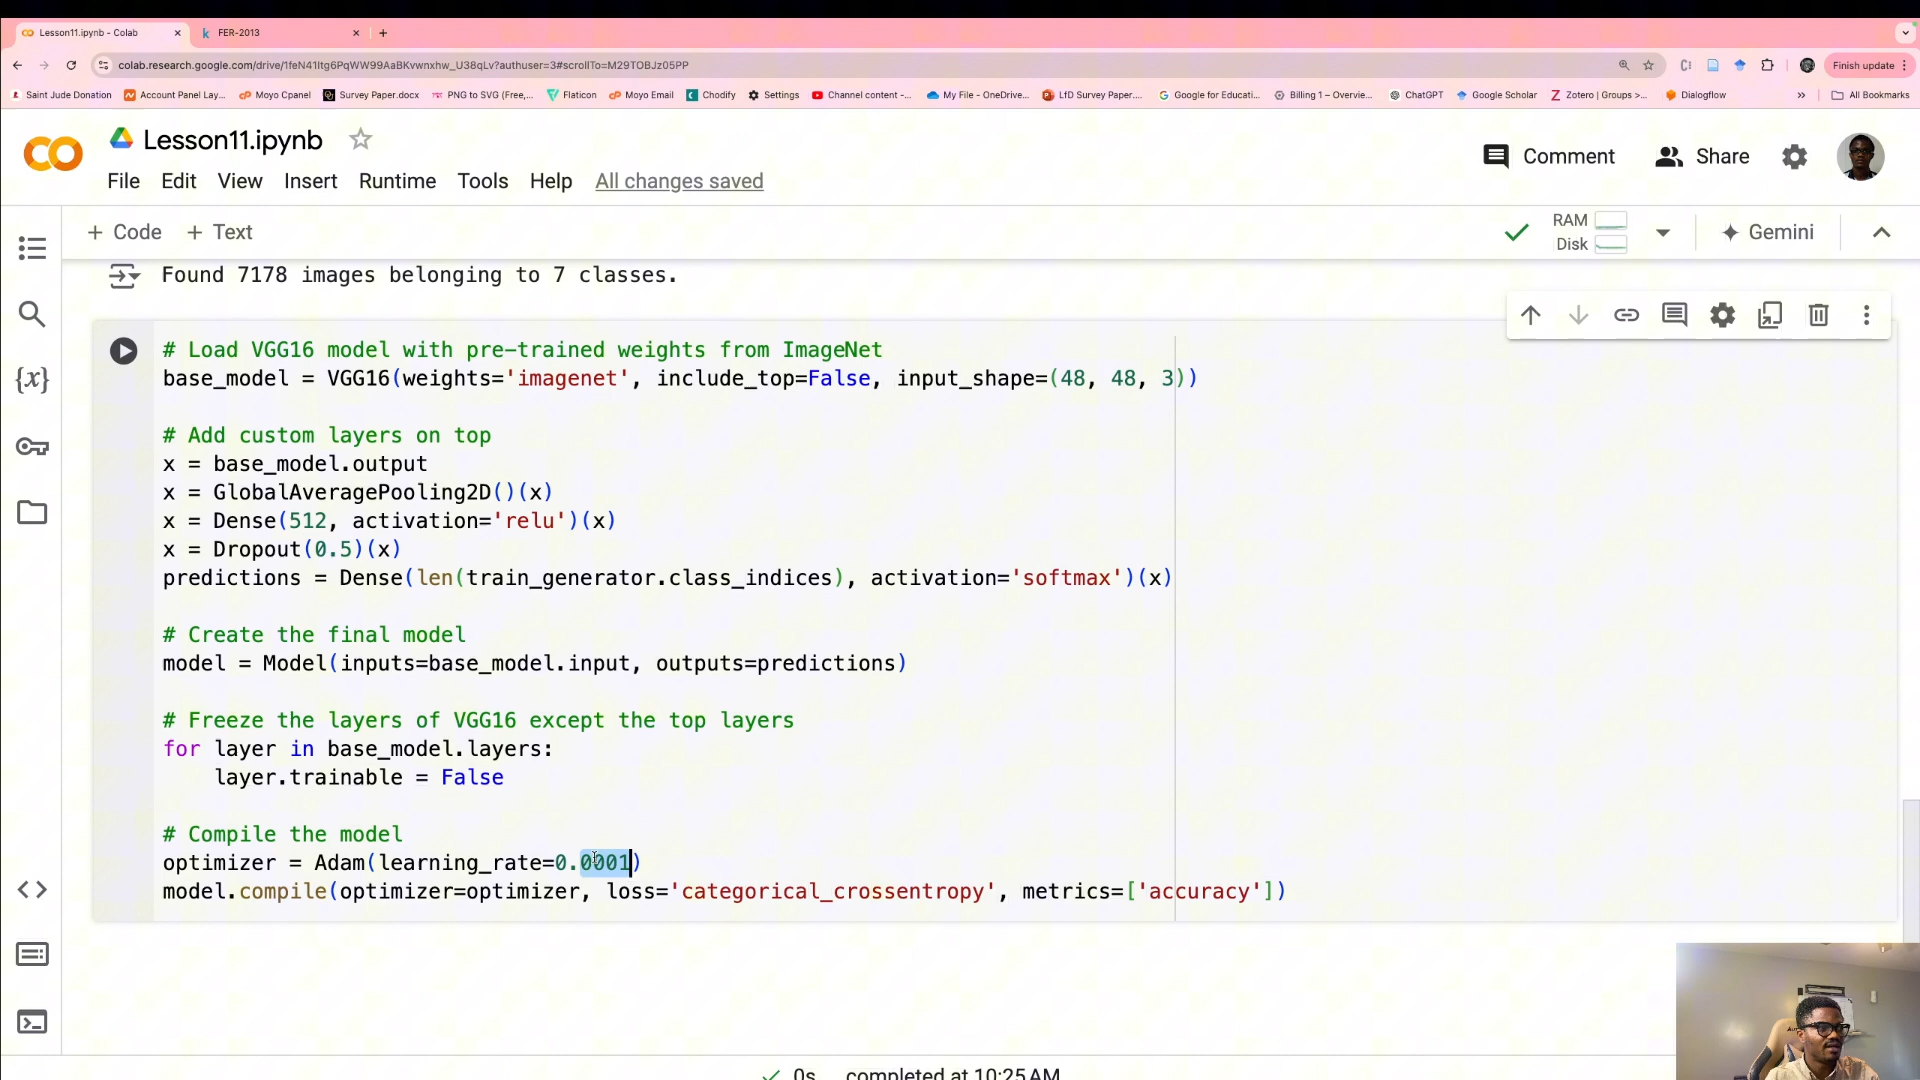 Lesson11.ipynb - Colab
FER-2013
colab.research.google.com/drive/1feN41Itg6PqWW99AaBKvwnxhw_U38qLv?authuser=3#scrollTo=M29TOBJz05PP
Finish update
Saint Jude Donation
Account Panel Lay...
Moyo Cpanel
Survey Paper.docx
PNG to SVG (Free,...
Flaticon
Moyo Email
Chodify
Settings
Channel content -...
My File - OneDrive...
LfD Survey Paper....
Google for Educati...
Billing 1 – Overvie...
ChatGPT
Google Scholar
Zotero | Groups >...
Dialogflow
All Bookmarks
Lesson11.ipynb
Comment
Share
File Edit View Insert Runtime Tools Help All changes saved
+ Code + Text
RAM
Disk
Gemini
Found 7178 images belonging to 7 classes.
# Load VGG16 model with pre-trained weights from ImageNet
base_model = VGG16(weights='imagenet', include_top=False, input_shape=(48, 48, 3))
# Add custom layers on top
x = base_model.output
x = GlobalAveragePooling2D()(x)
x = Dense(512, activation='relu')(x)
x = Dropout(0.5)(x)
predictions = Dense(len(train_generator.class_indices), activation='softmax')(x)
# Create the final model
model = Model(inputs=base_model.input, outputs=predictions)
# Freeze the layers of VGG16 except the top layers
for layer in base_model.layers:
    layer.trainable = False
# Compile the model
optimizer = Adam(learning_rate=0.0001)
model.compile(optimizer=optimizer, loss='categorical_crossentropy', metrics=['accuracy'])
0s completed at 10:25 AM